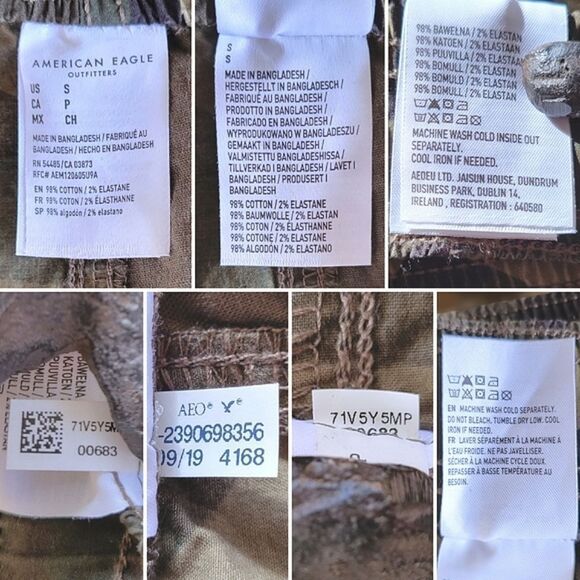 AMERICAN EAGLE
OUTFITTERS
US S
CA P
MX CH
MADE IN BANGLADESH / FABRIQUÉ AU
BANGLADESH / HECHO EN BANGLADESH
RN 54485/CA 03873
RFC# AEM120605U9A
EN 98% COTTON / 2% ELASTANE
FR 98% COTON / 2% ÉLASTHANNE
SP 98% algodón / 2% elastano
S
S
MADE IN BANGLADESH /
HERGESTELLT IN BANGLADESCH /
FABRIQUÉ AU BANGLADESH /
PRODOTTO IN BANGLADESH /
FABRICADO EN BANGLADESH /
WYPRODUKOWANO W BANGLADESZU /
GEMAAKT IN BANGLADESH /
VALMISTETTU BANGLADESHISSA /
TILLVERKAD I BANGLADESH / LAVET I
BANGLADESH / PRODUSERT I
BANGLADESH
98% COTTON / 2% ELASTANE
98% BAUMWOLLE / 2% ELASTAN
98% COTON / 2% ÉLASTHANNE
98% COTONE / 2% ELASTAN
98% ALGODÓN / 2% ELASTANO
98% BAWEŁNA / 2% ELASTAN
98% KATOEN / 2% ELASTAAN
98% PUUVILLA / 2% ELASTAANI
98% BOMULL / 2% ELASTAN
98% BOMULD / 2% ELASTAN
98% BOMULL / 2% ELASTAN
MACHINE WASH COLD INSIDE OUT
SEPARATELY.
COOL IRON IF NEEDED.
AEOEU LTD. JAISUN HOUSE, DUNDRUM
BUSINESS PARK, DUBLIN 14,
IRELAND, REGISTRATION: 640580
BAWEŁNA
KATOEN /
PUUVILLA
BOMULL /
71V5Y5MP
00683
AEO
-2390698356
09/19 4168
71V5Y5MP
00683
EN MACHINE WASH COLD SEPARATELY.
DO NOT BLEACH. TUMBLE DRY LOW. COOL
IRON IF NEEDED.
FR LAVER SÉPARÉMENT À LA MACHINE À
L'EAU FROIDE. NE PAS JAVELLISER.
SÉCHER À LA MACHINE CYCLE DOUX.
REPASSER À BASSE TEMPÉRATURE AU
BESOIN.